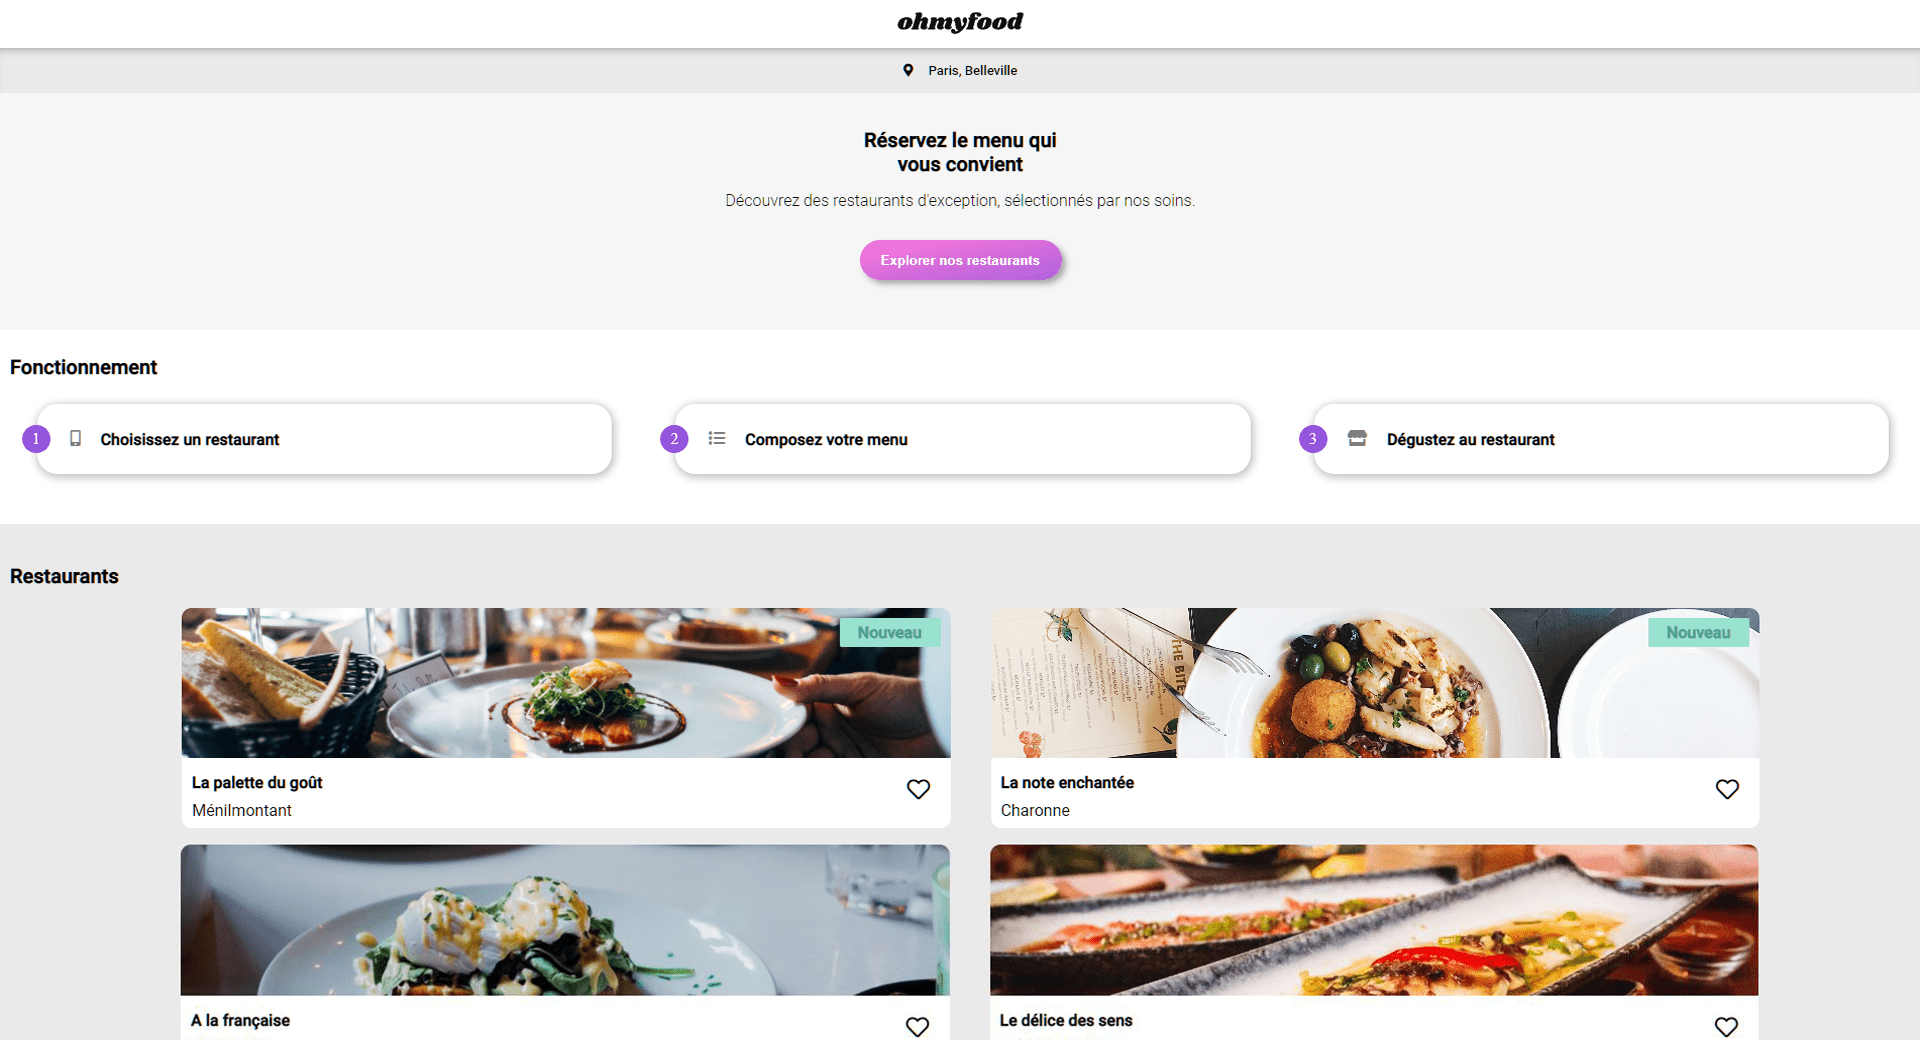 ohmyfood
Paris, Belleville
Réservez le menu qui
vous convient
Découvrez des restaurants d'exception, sélectionnés par nos soins.
Explorer nos restaurants
Fonctionnement
1 Choisissez un restaurant
2 Composez votre menu
3 Dégustez au restaurant
Restaurants
Nouveau
THE BITE
La palette du goût
Ménilmontant
Nouveau
La note enchantée
Charonne
A la française
Le délice des sens